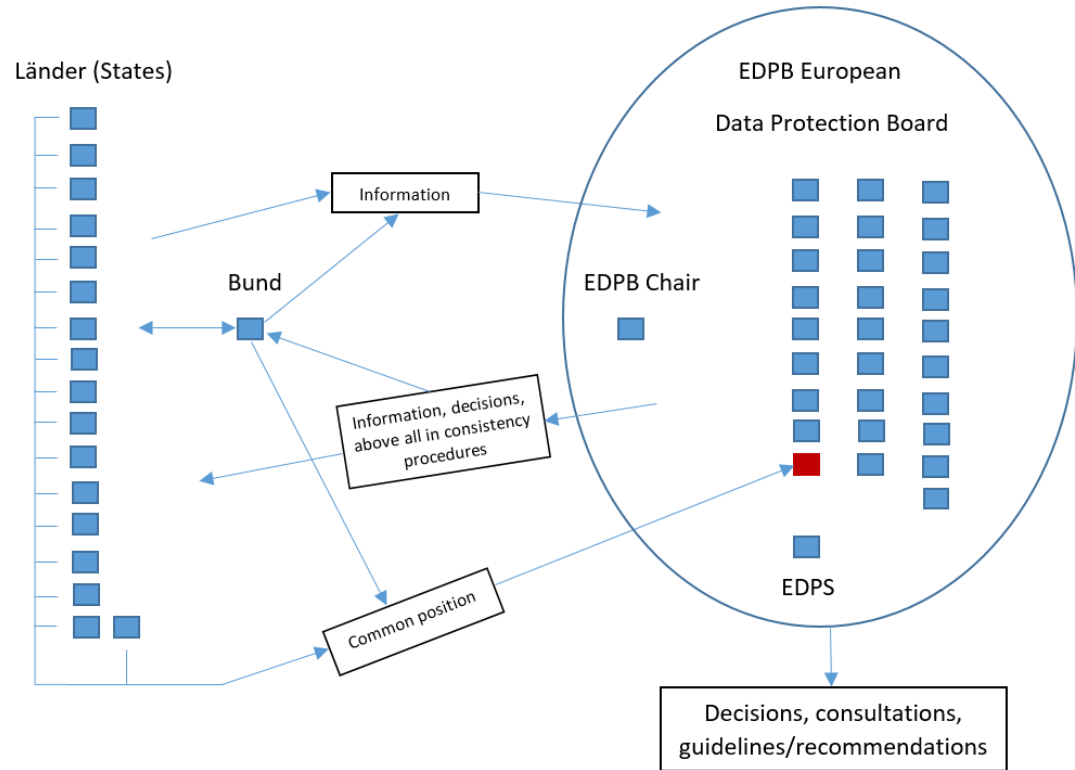 Länder (States)
EDPB European
Data Protection Board
Information
Bund
EDPB Chair
Information, decisions,
above all in consistency
procedures
Common position
EDPS
Decisions, consultations,
guidelines/recommendations